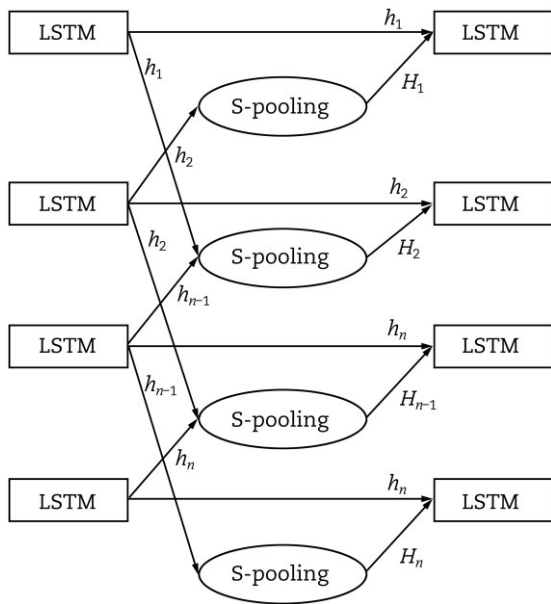 LSTM h₁ LSTM
h₁ H₁
S-pooling
h₂
LSTM h₂ LSTM
h₂ H₂
S-pooling
hₙ₋₁
LSTM hₙ LSTM
hₙ₋₁ Hₙ₋₁
S-pooling
hₙ
LSTM hₙ LSTM
Hₙ
S-pooling